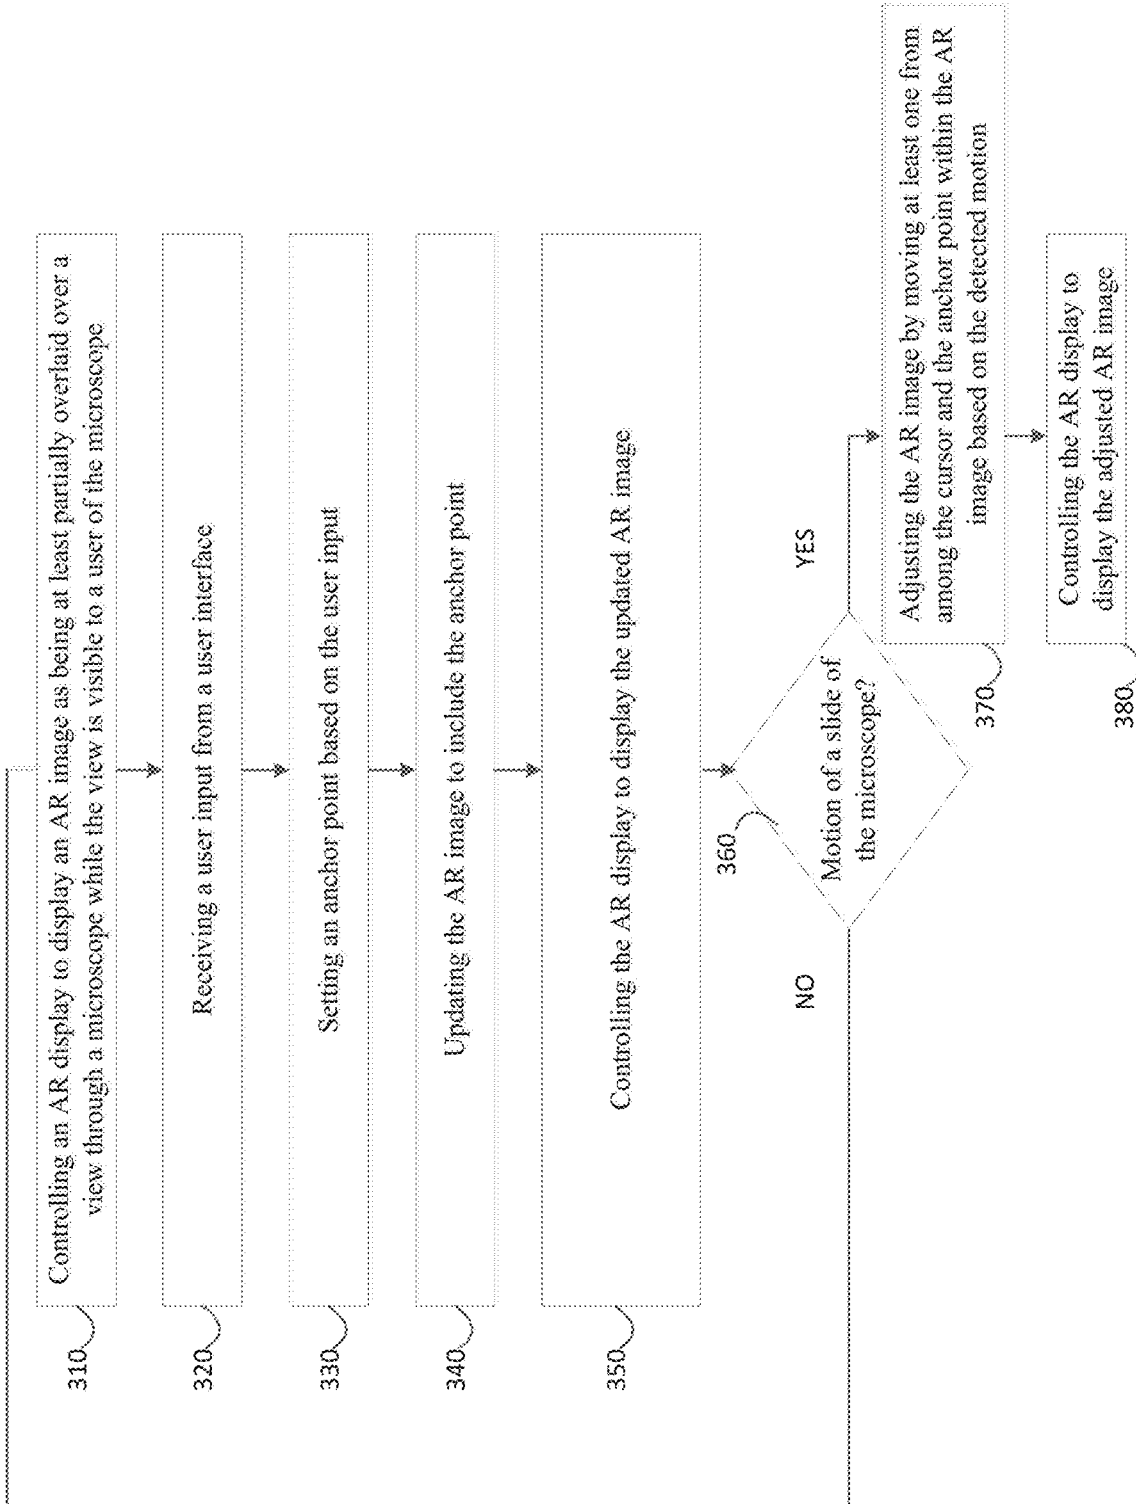 310
Controlling an AR display to display an AR image as being at least partially overlaid over a
view through a microscope while the view is visible to a user of the microscope
320
Receiving a user input from a user interface
330
Setting an anchor point based on the user input
340
Updating the AR image to include the anchor point
350
Controlling the AR display to display the updated AR image
360
Motion of a slide of
the microscope?
NO
YES
370
Adjusting the AR image by moving at least one from
among the cursor and the anchor point within the AR
image based on the detected motion
380
Controlling the AR display to
display the adjusted AR image